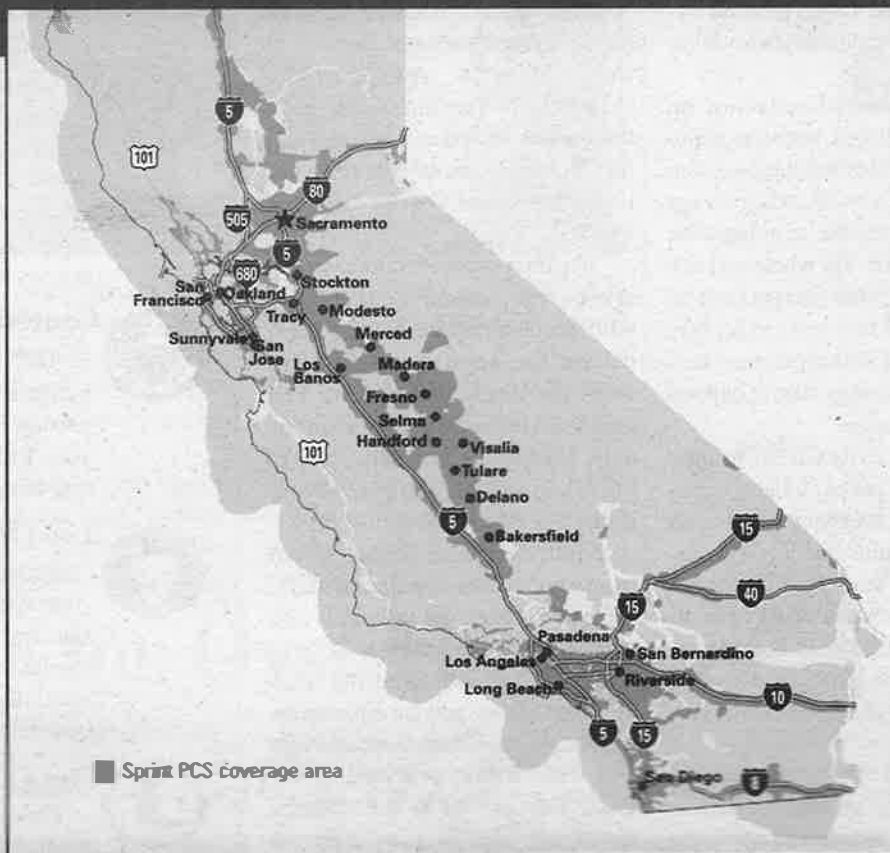 5
101
80
505
Sacramento
5
680
Stockton
San
Francisco
Oakland
Tracy
Modesto
Sunnyvale
San
Jose
Merced
Los
Banos
Madera
Fresno
Selma
Handford
Visalia
101
Tulare
Delano
5
Bakersfield
15
40
15
Pasadena
Los Angales
San Bernardino
Long Beach
Riverside
10
5
15
Sprint PCS coverage area
San Diego
8